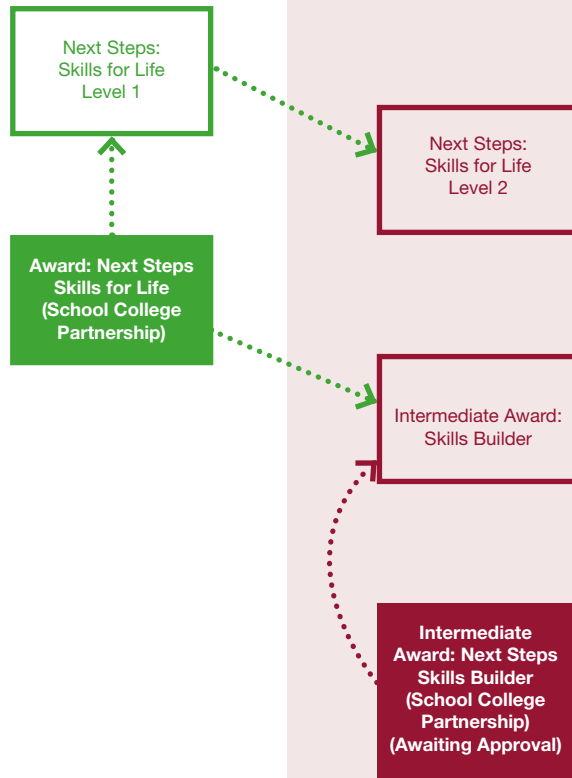 Next Steps:
Skills for Life
Level 1
Next Steps:
Skills for Life
Level 2
Award: Next Steps
Skills for Life
(School College
Partnership)
Intermediate Award:
Skills Builder
Intermediate
Award: Next Steps
Skills Builder
(School College
Partnership)
(Awaiting Approval)